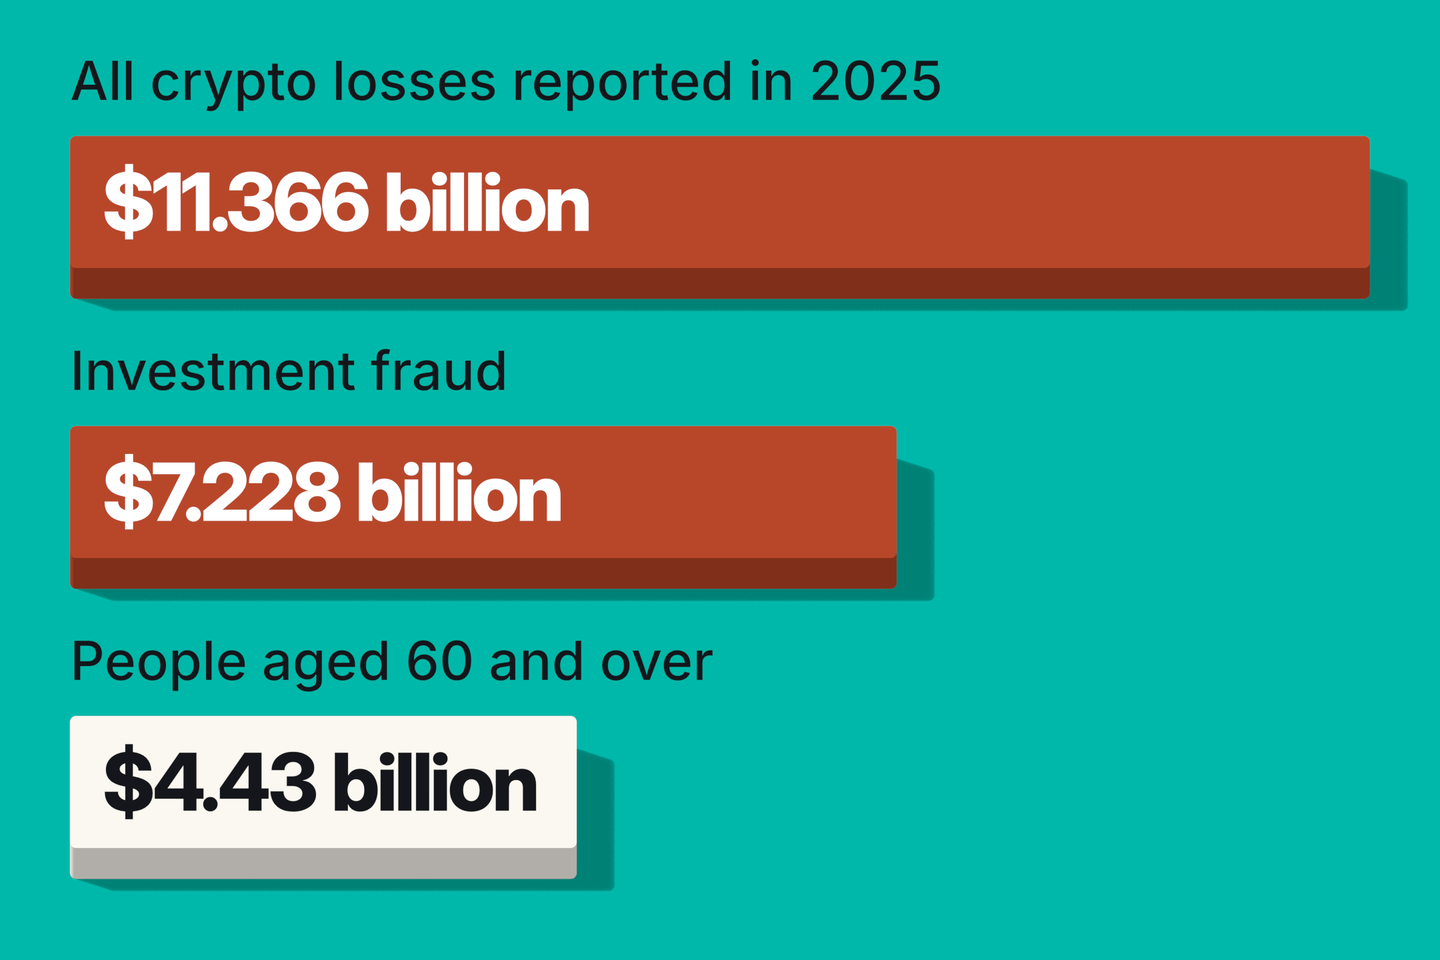 All crypto losses reported in 2025
$11.366 billion
Investment fraud
$7.228 billion
People aged 60 and over
$4.43 billion